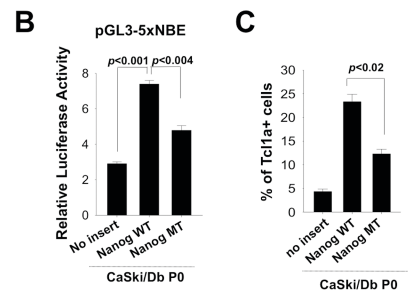 B
pGL3-5xNBE
p<0.001 p<0.004
Relative Luciferase Activity
8
6
4
2
0
No insert
Nanog WT
Nanog MT
CaSki/Db P0
C
p<0.02
% of Tcl1a+ cells
30
25
20
15
10
5
0
no insert
Nanog WT
Nanog MT
CaSki/Db P0